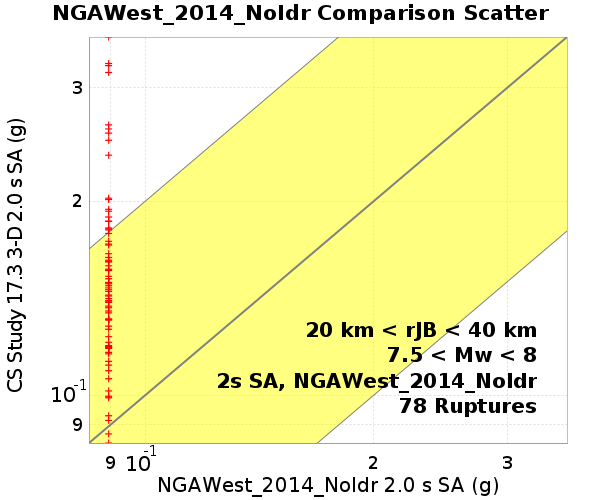 NGAWest_2014_NoIdr Comparison Scatter
3
2
10-1
9
CS Study 17.3 3-D 2.0 s SA (g)
20 km < rJB < 40 km
7.5 < Mw < 8
2s SA, NGAWest_2014_NoIdr
78 Ruptures
9 10-1 2 3
NGAWest_2014_NoIdr 2.0 s SA (g)